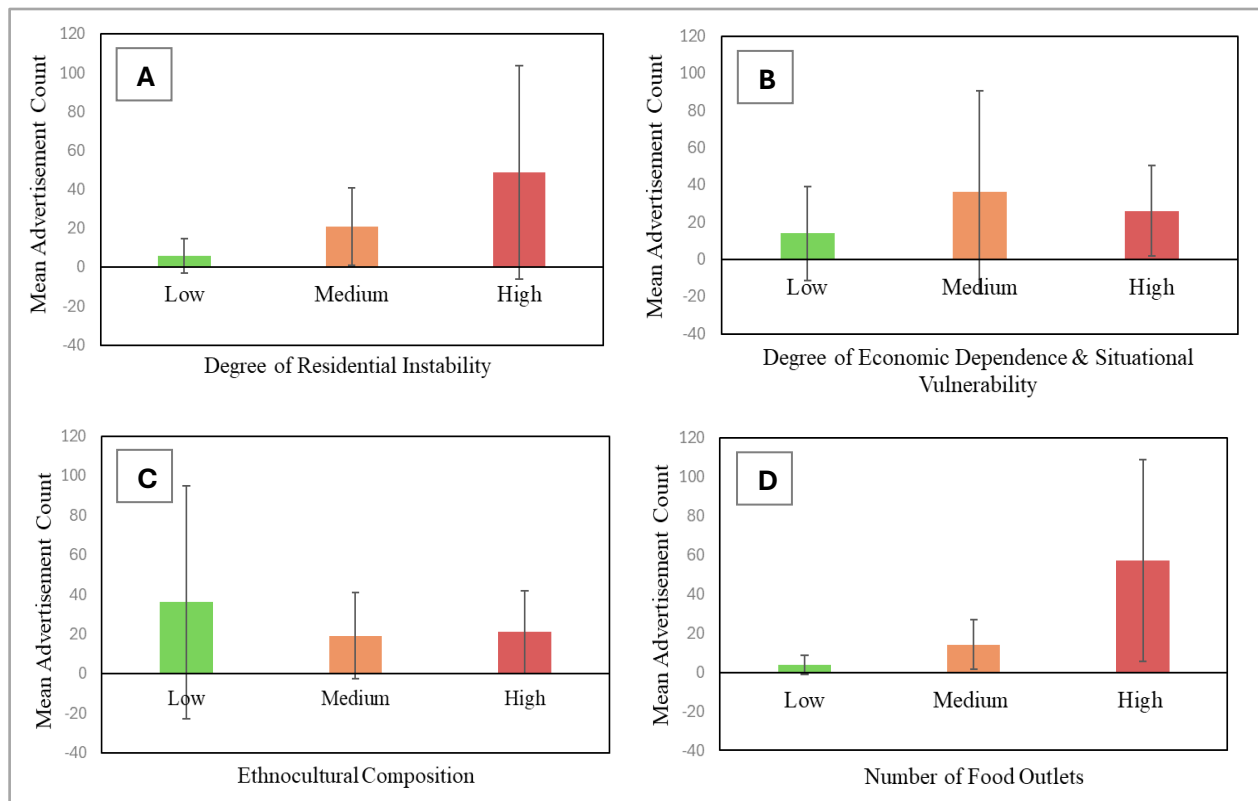 A
Mean Advertisement Count
120
100
80
60
40
20
0
-20
-40
Low Medium High
Degree of Residential Instability
B
Mean Advertisement Count
120
100
80
60
40
20
0
-20
-40
Low Medium High
Degree of Economic Dependence & Situational
Vulnerability
C
Mean Advertisement Count
120
100
80
60
40
20
0
-20
-40
Low Medium High
Ethnocultural Composition
D
Mean Advertisement Count
120
100
80
60
40
20
0
-20
-40
Low Medium High
Number of Food Outlets